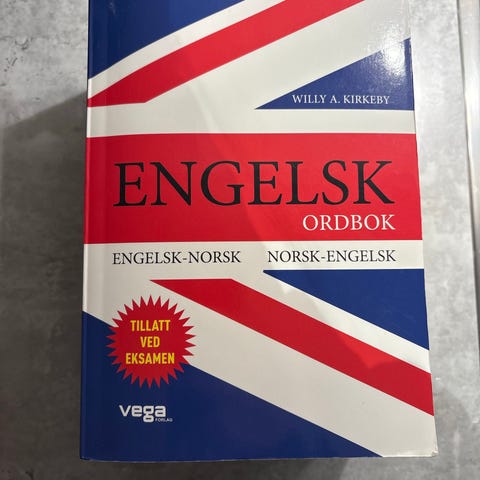 WILLY A. KIRKEBY
ENGELSK
ORDBOK
ENGELSK-NORSK NORSK-ENGELSK
TILLATT
VED
EKSAMEN
vega
FORLAG